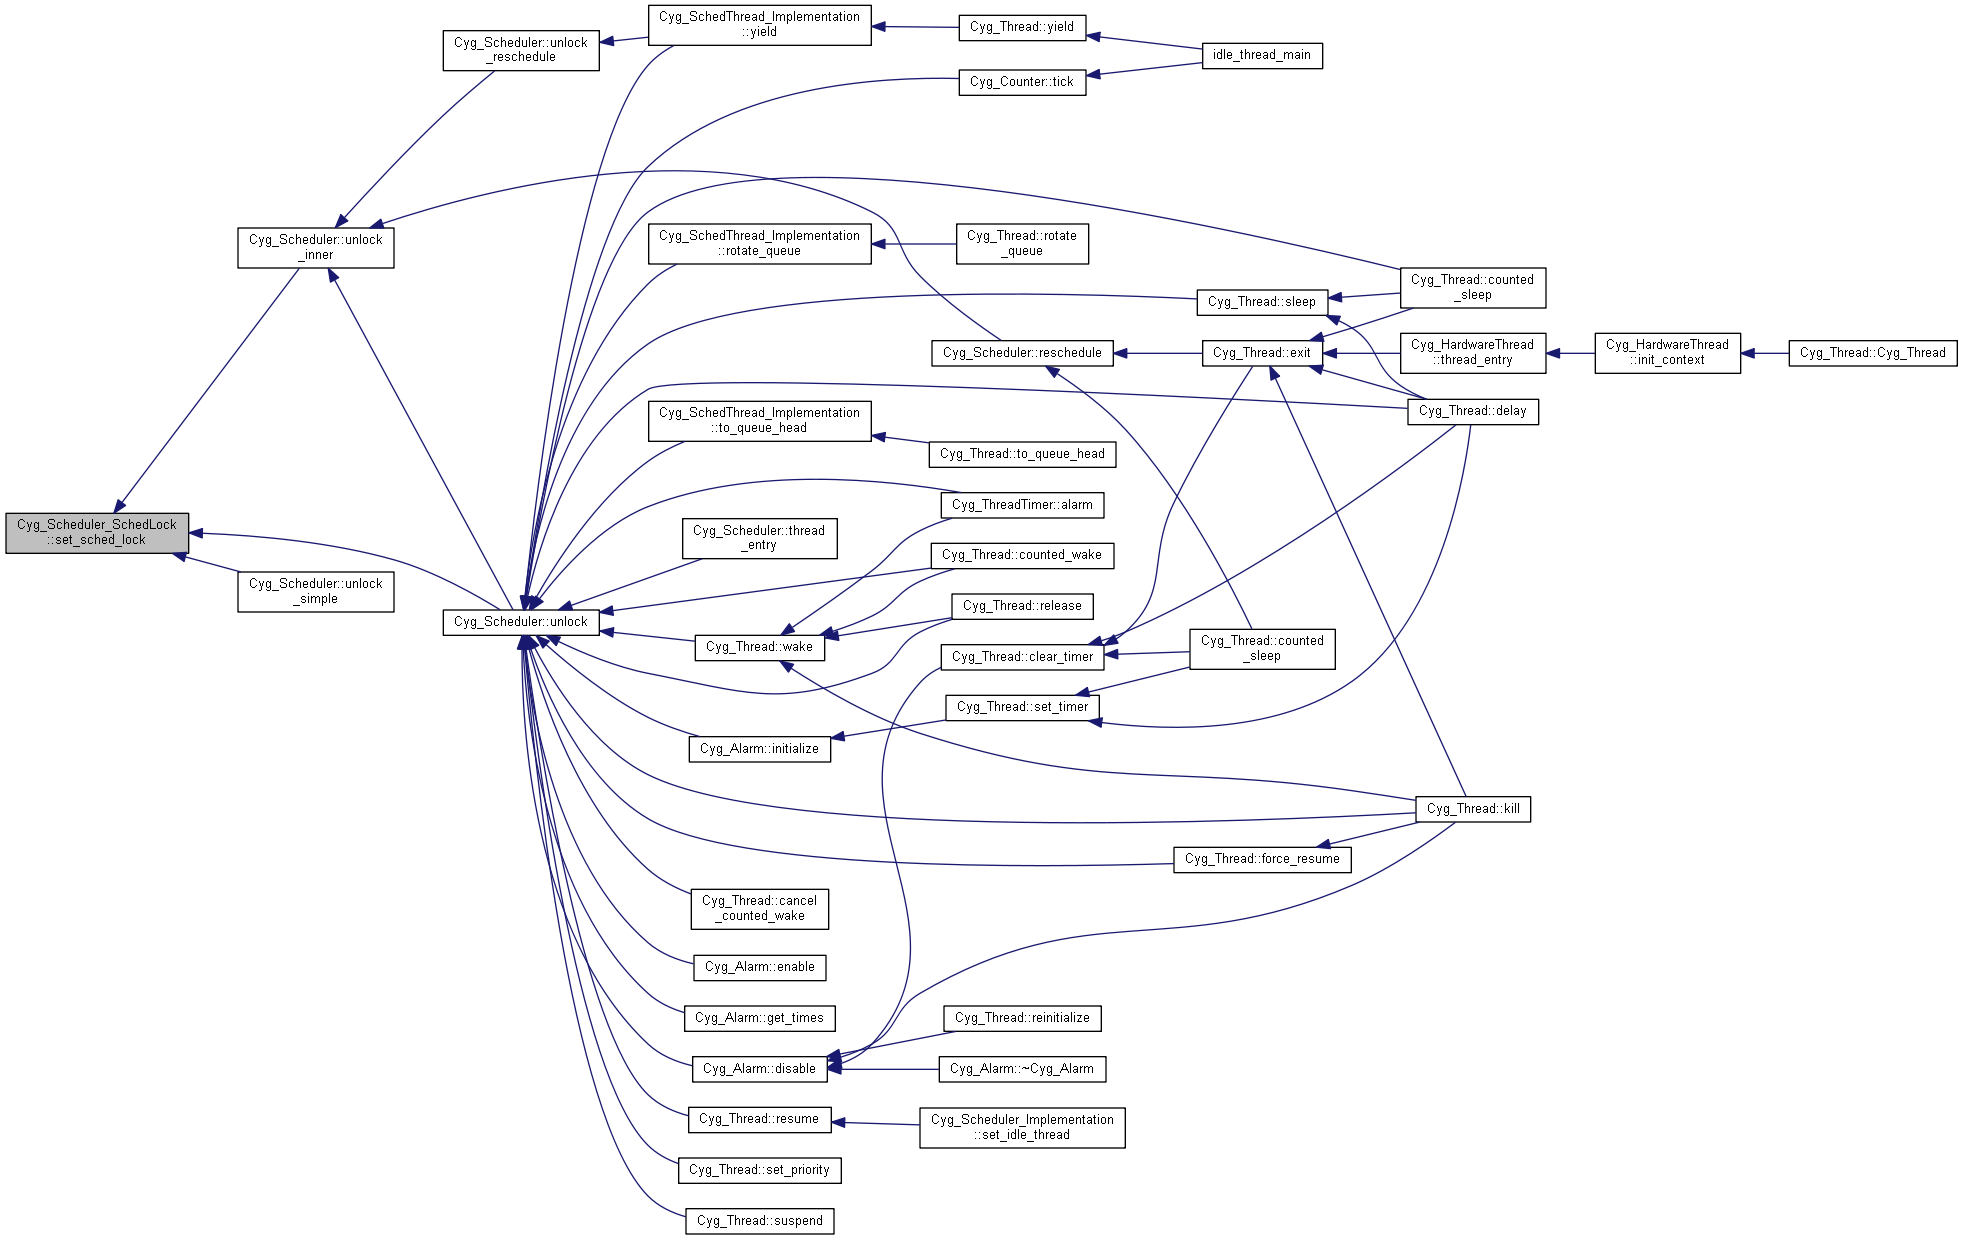 Cyg_SchedThread_Implementation
::yield
Cyg_Thread::yield
Cyg_Scheduler::unlock
_reschedule
idle_thread_main
Cyg_Counter::tick
Cyg_Scheduler::unlock
_inner
Cyg_SchedThread_Implementation
::rotate_queue
Cyg_Thread::rotate
_queue
Cyg_Thread::counted
_sleep
Cyg_Thread::sleep
Cyg_Scheduler::reschedule
Cyg_Thread::exit
Cyg_HardwareThread
::thread_entry
Cyg_HardwareThread
::init_context
Cyg_Thread::Cyg_Thread
Cyg_Thread::delay
Cyg_SchedThread_Implementation
::to_queue_head
Cyg_Thread::to_queue_head
Cyg_ThreadTimer::alarm
Cyg_Scheduler_SchedLock
::set_sched_lock
Cyg_Scheduler::thread
_entry
Cyg_Thread::counted_wake
Cyg_Scheduler::unlock
_simple
Cyg_Scheduler::unlock
Cyg_Thread::release
Cyg_Thread::wake
Cyg_Thread::clear_timer
Cyg_Thread::counted
_sleep
Cyg_Thread::set_timer
Cyg_Alarm::initialize
Cyg_Thread::kill
Cyg_Thread::force_resume
Cyg_Thread::cancel
_counted_wake
Cyg_Alarm::enable
Cyg_Alarm::get_times
Cyg_Thread::reinitialize
Cyg_Alarm::disable
Cyg_Alarm::~Cyg_Alarm
Cyg_Thread::resume
Cyg_Scheduler_Implementation
::set_idle_thread
Cyg_Thread::set_priority
Cyg_Thread::suspend